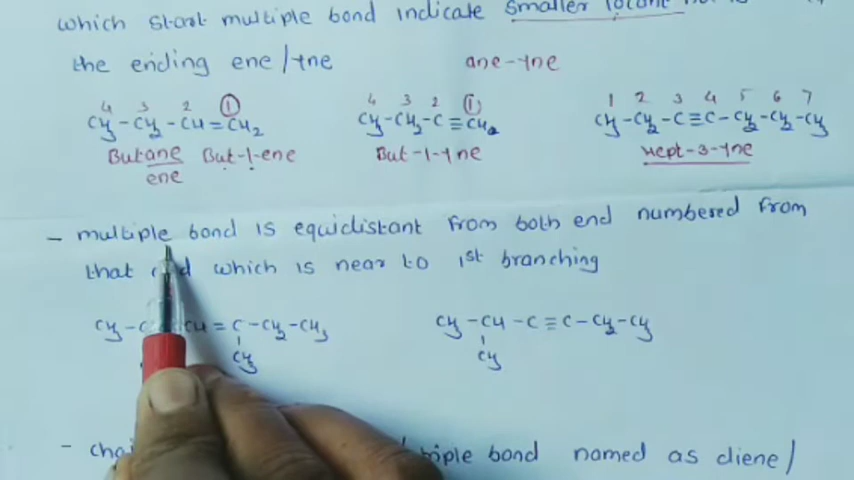 which start multiple bond indicate smaller locant
the ending ene/yne ane-yne
4 3 2 1 4 3 2 1 1 2 3 4 5 6 7
CH3-CH2-CH=CH2 CH3-CH2-C≡CH2 CH3-CH2-C≡C-CH2-CH2-CH3
Butane But-1-ene But-1-yne Hept-3-yne
ene
- multiple bond is equidistant from both end numbered from
that end which is near to 1st branching
CH3-C CH=C-CH2-CH3 CH3-CH-C≡C-CH2-CH3
CH3 CH3
multiple bond named as diene/